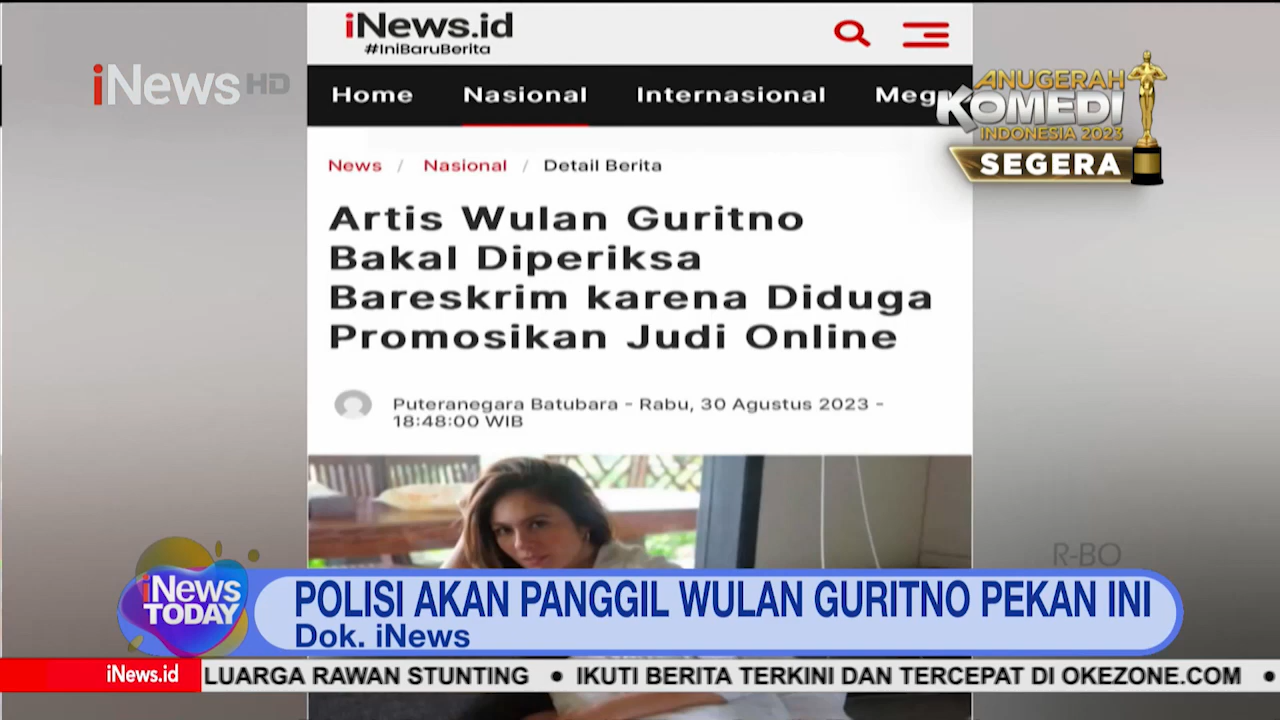 iNews.id
#IniBaruBerita
iNews HD
Home Nasional Internasional Meg
ANUGERAH
KOMEDI
INDONESIA 2023
SEGERA
News / Nasional / Detail Berita
Artis Wulan Guritno
Bakal Diperiksa
Bareskrim karena Diduga
Promosikan Judi Online
Puteranegara Batubara - Rabu, 30 Agustus 2023 -
18:48:00 WIB
R-BO
iNews
TODAY
POLISI AKAN PANGGIL WULAN GURITNO PEKAN INI
Dok. iNews
iNews.id LUARGA RAWAN STUNTING ● IKUTI BERITA TERKINI DAN TERCEPAT DI OKEZONE.COM ●